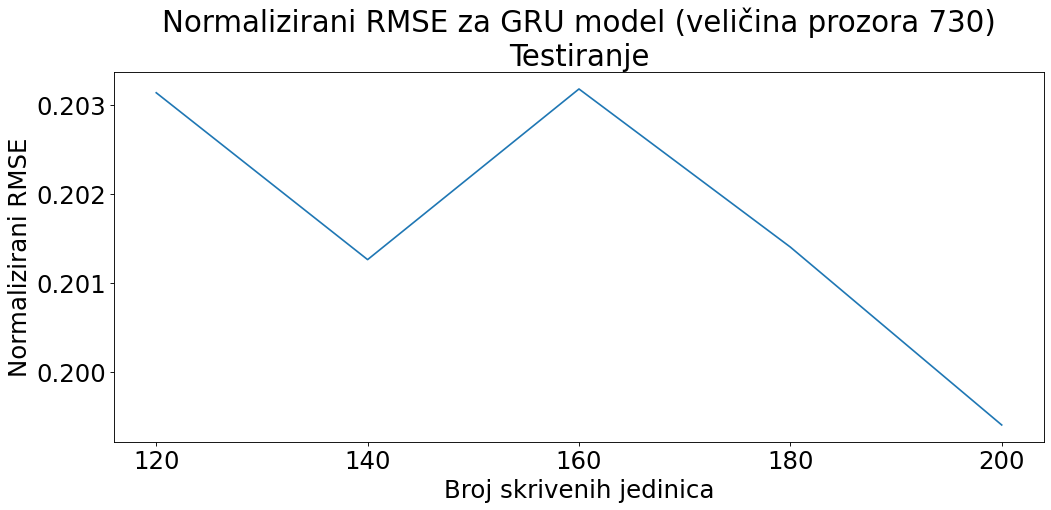 Normalizirani RMSE za GRU model (veličina prozora 730)
Testiranje
Normalizirani RMSE
0.203
0.202
0.201
0.200
120
140
160
180
200
Broj skrivenih jedinica